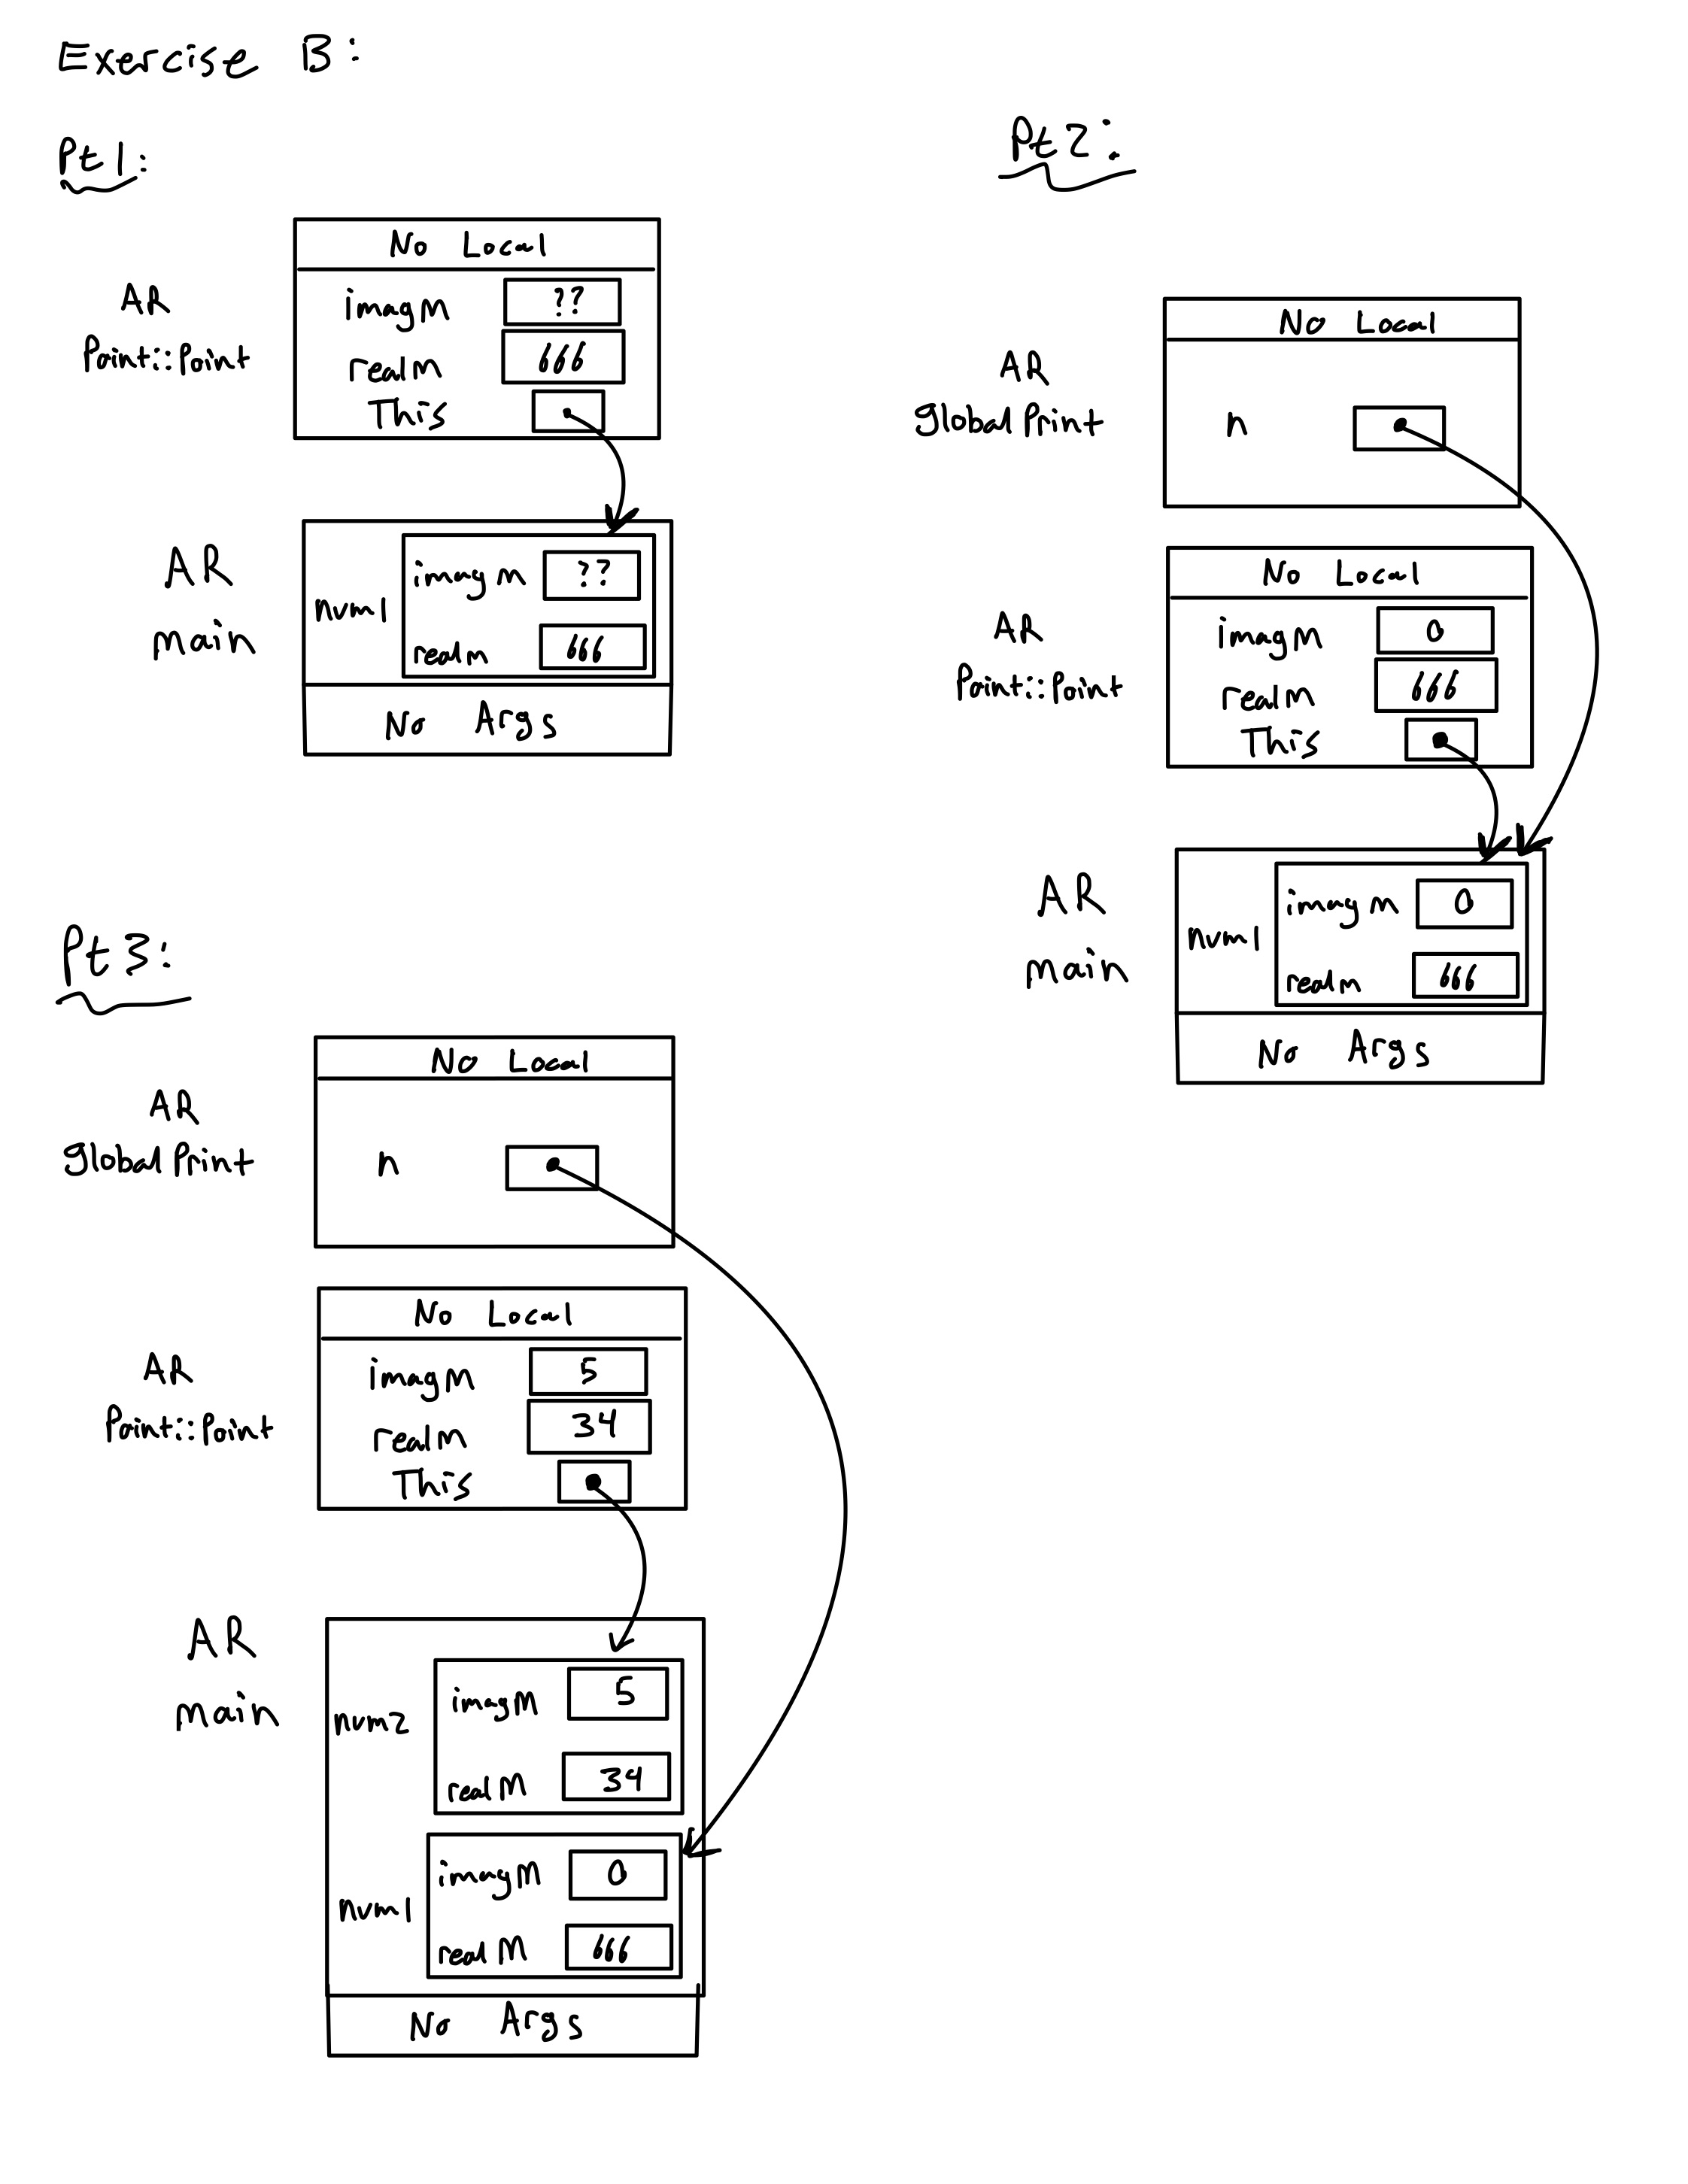 Exercise B:
Pt1:
No Local
AR
Point::Point
imagM ??
realM 666
This
AR
main
num1
imagM ??
realM 666
No Args
Pt2:
No Local
AR
global Print
n
No Local
AR
Point::Point
imagM 0
realM 666
This
AR
main
num1
imagM 0
realM 666
No Args
Pt3:
No Local
AR
global Print
n
No Local
AR
Point::Point
imagM 5
realM 34
This
AR
main
num2
imagM 5
realM 34
num1
imagM 0
realM 666
No Args